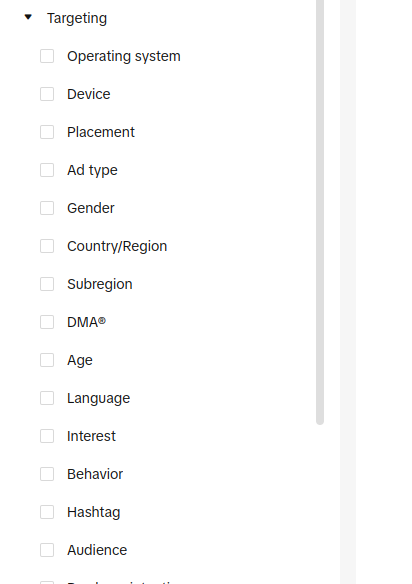 Targeting
Operating system
Device
Placement
Ad type
Gender
Country/Region
Subregion
DMA®
Age
Language
Interest
Behavior
Hashtag
Audience